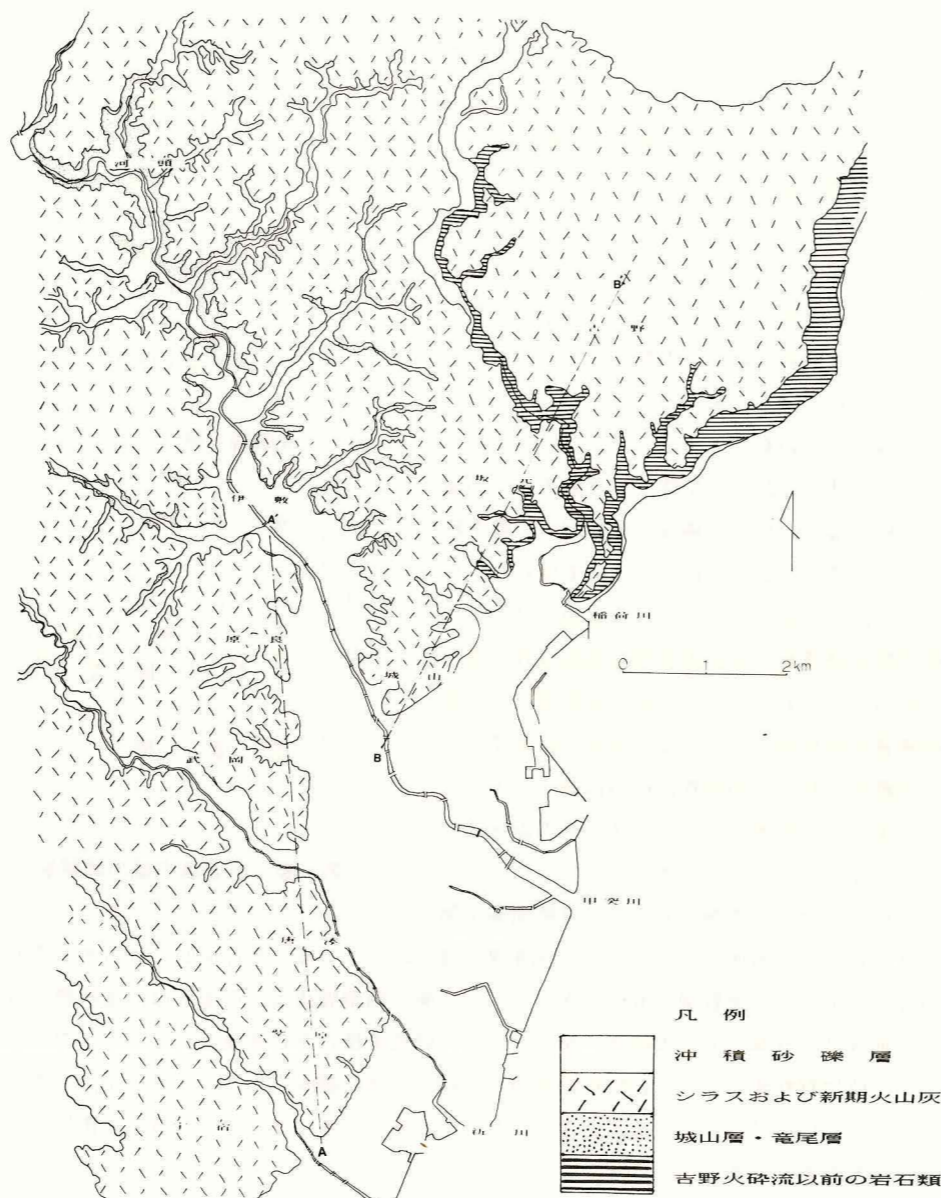 河頭
B'
吉野
坂元
伊敷
A'
稲荷川
0 1 2km
原良
城山
B
武岡
甲突川
唐湊
凡例
沖積砂礫層
シラスおよび新期火山灰
城山層・竜尾層
吉野火砕流以前の岩石類
A